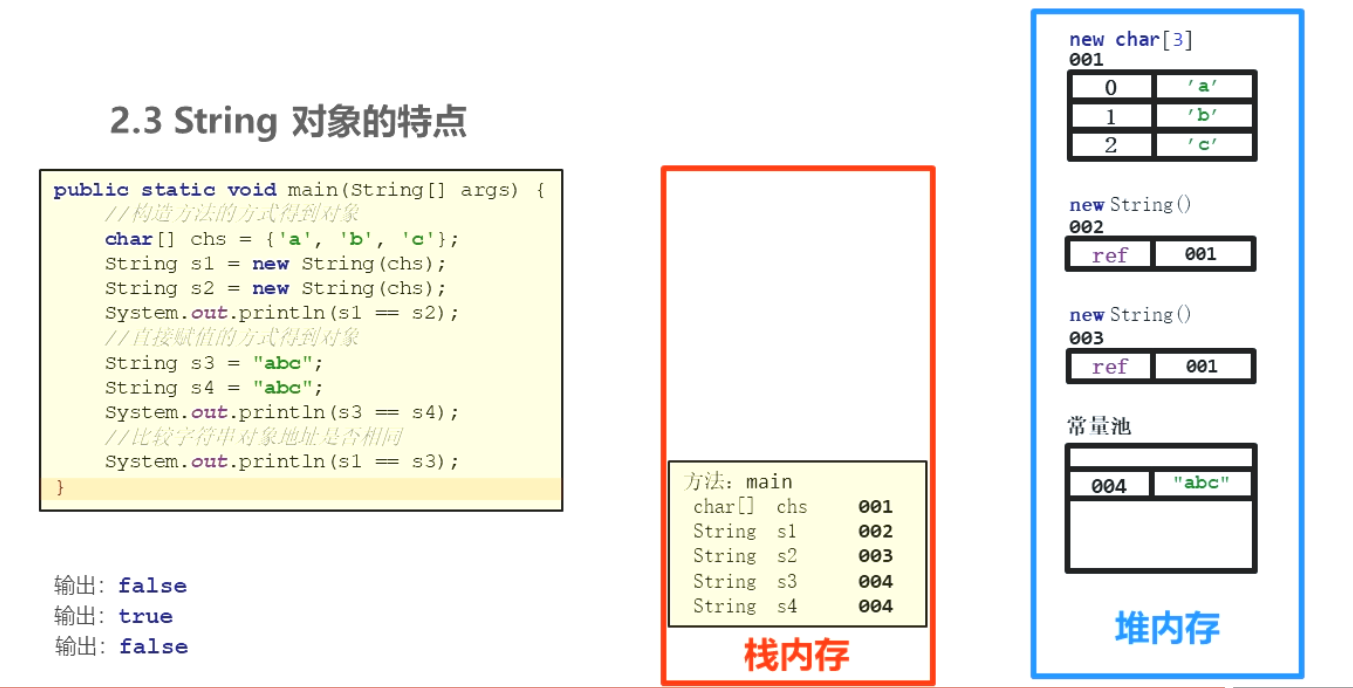 2.3 String 对象的特点
public static void main(String[] args) {
//构造方法的方式得到对象
char[] chs = {'a', 'b', 'c'};
String s1 = new String(chs);
String s2 = new String(chs);
System.out.println(s1 == s2);
//直接赋值的方式得到对象
String s3 = "abc";
String s4 = "abc";
System.out.println(s3 == s4);
//比较字符串对象地址是否相同
System.out.println(s1 == s3);
}
输出：false
输出：true
输出：false
方法：main
char[] chs 001
String s1 002
String s2 003
String s3 004
String s4 004
栈内存
new char[3]
001
0 'a'
1 'b'
2 'c'
new String()
002
ref 001
new String()
003
ref 001
常量池
004 "abc"
堆内存